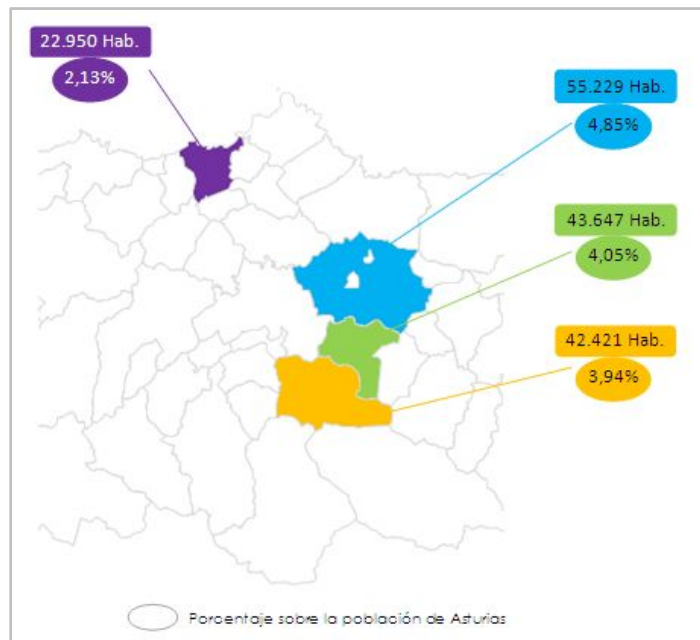 22.950 Hab.
2,13%
55.229 Hab.
4,85%
43.647 Hab.
4,05%
42.421 Hab.
3,94%
Porcentaje sobre la población de Asturias